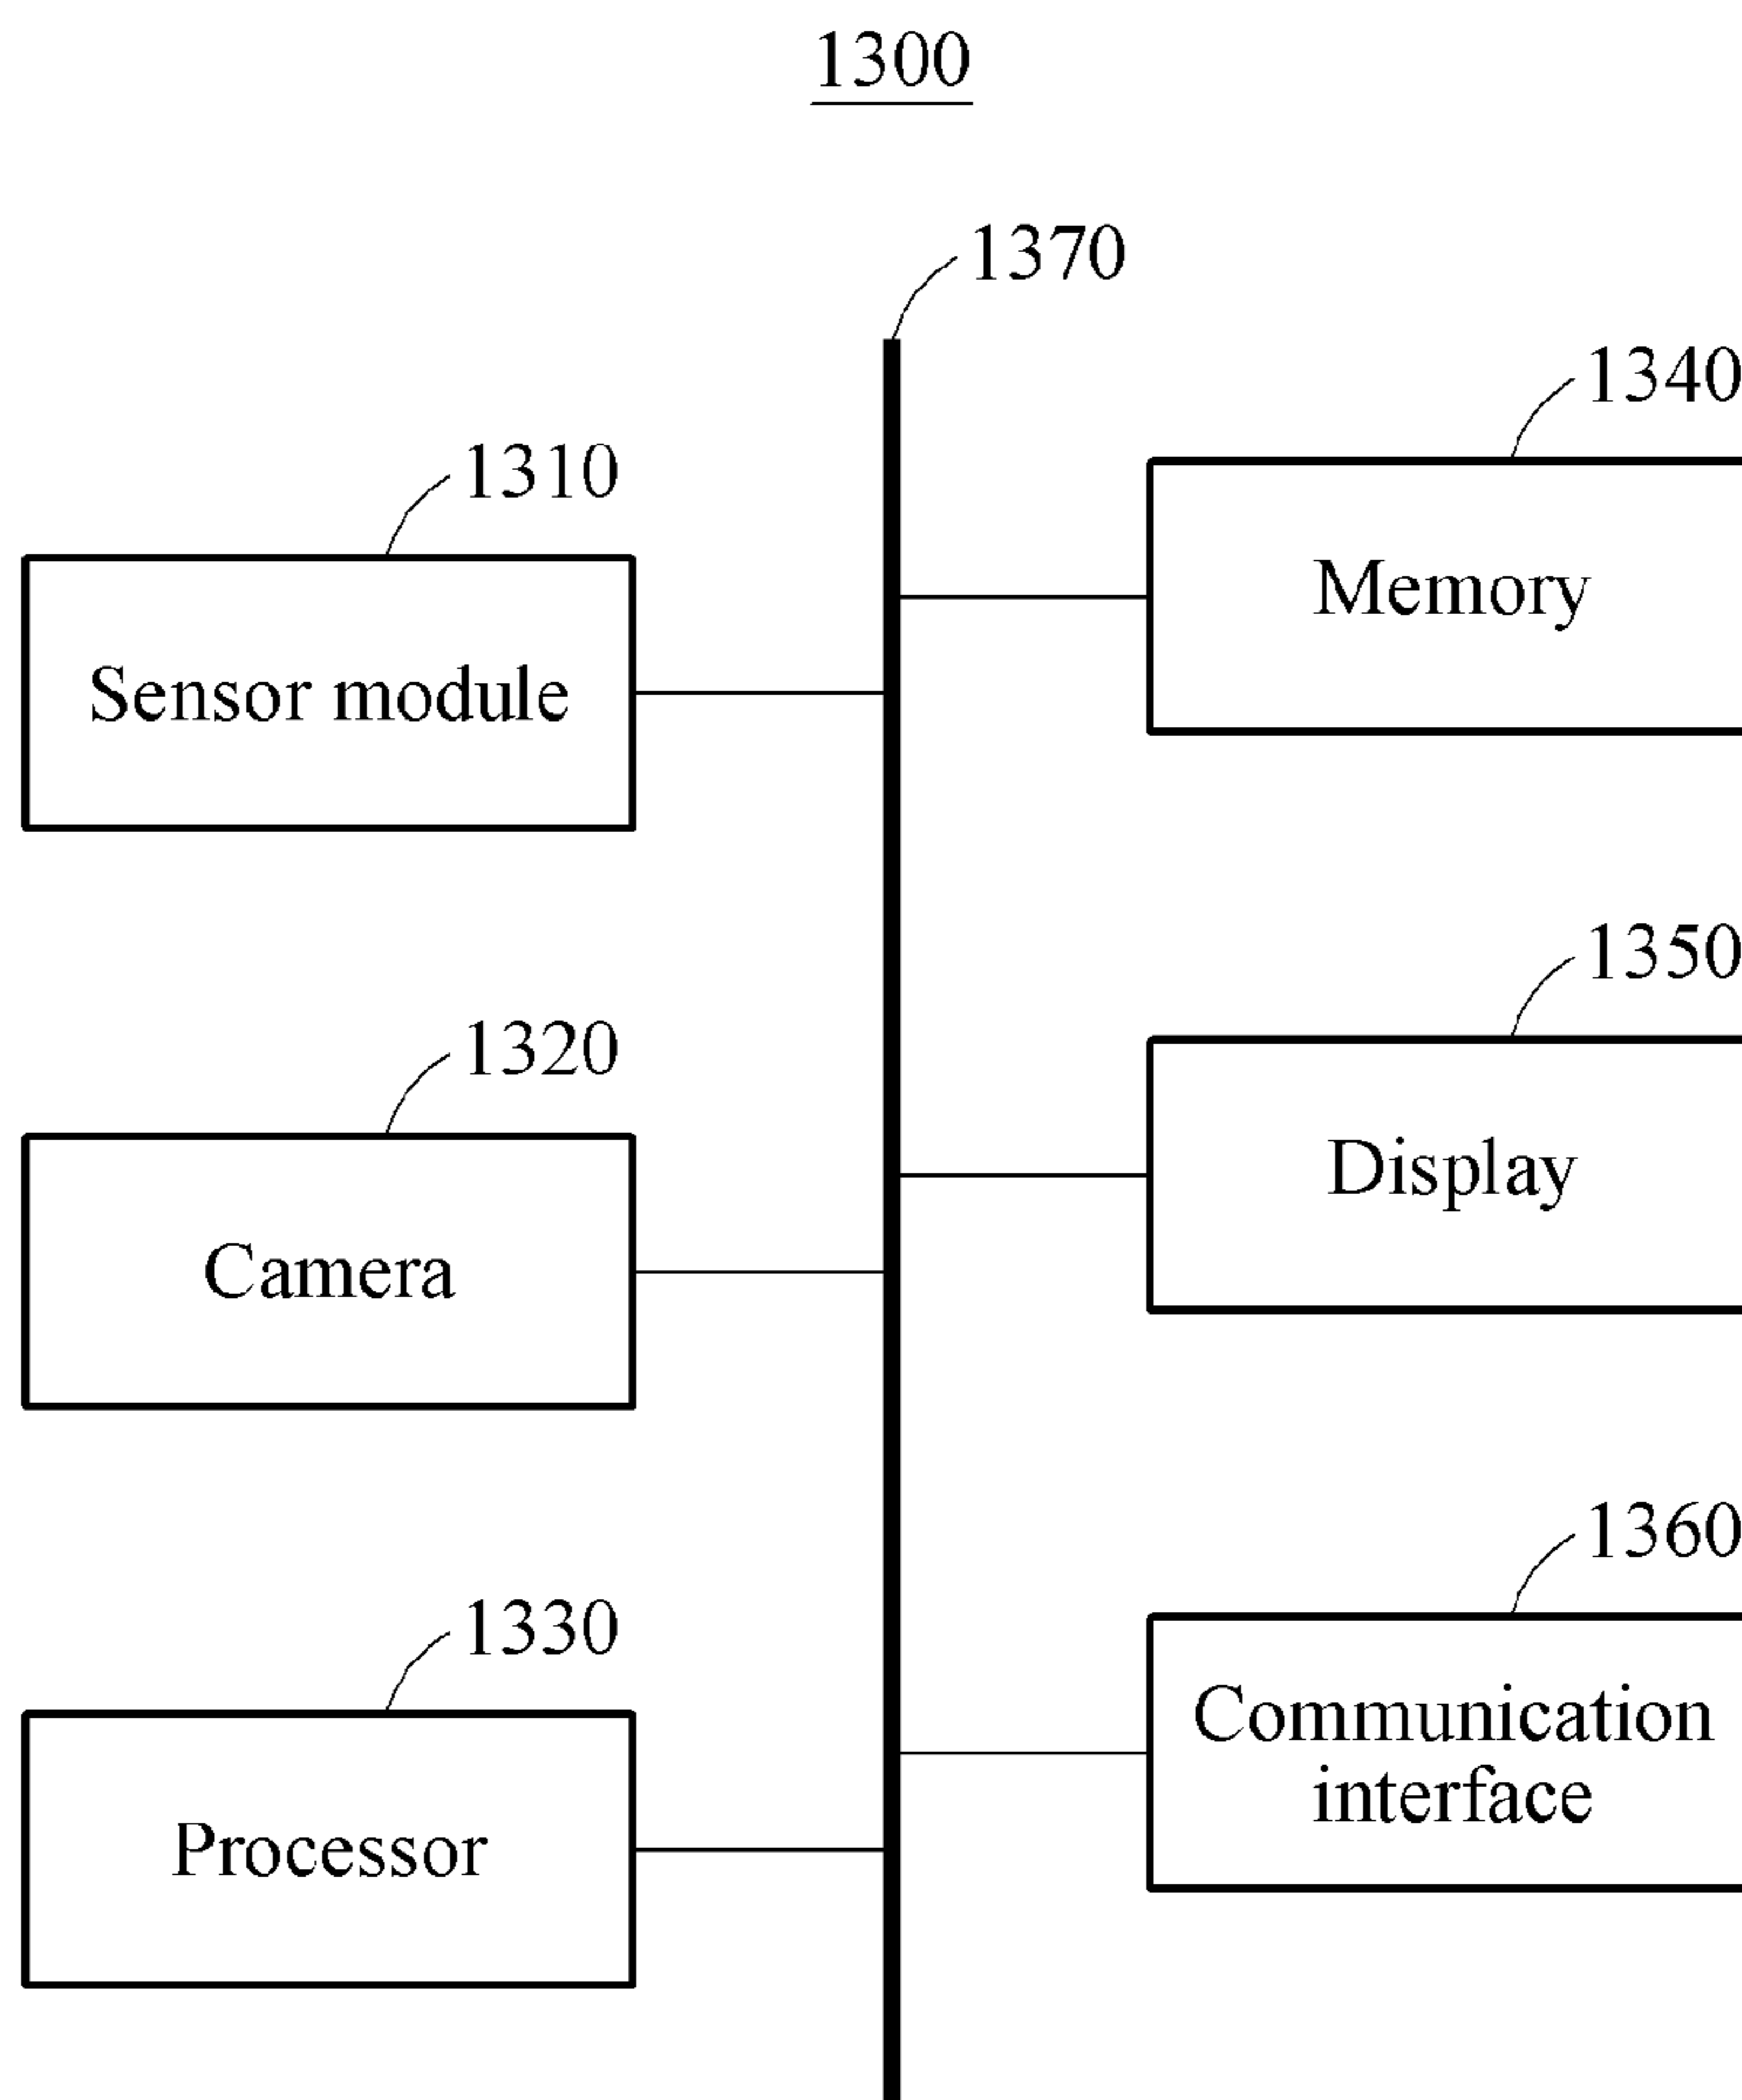 1300
1370
1340
1310
Memory
Sensor module
1350
1320
Display
Camera
1360
1330
Communication
interface
Processor